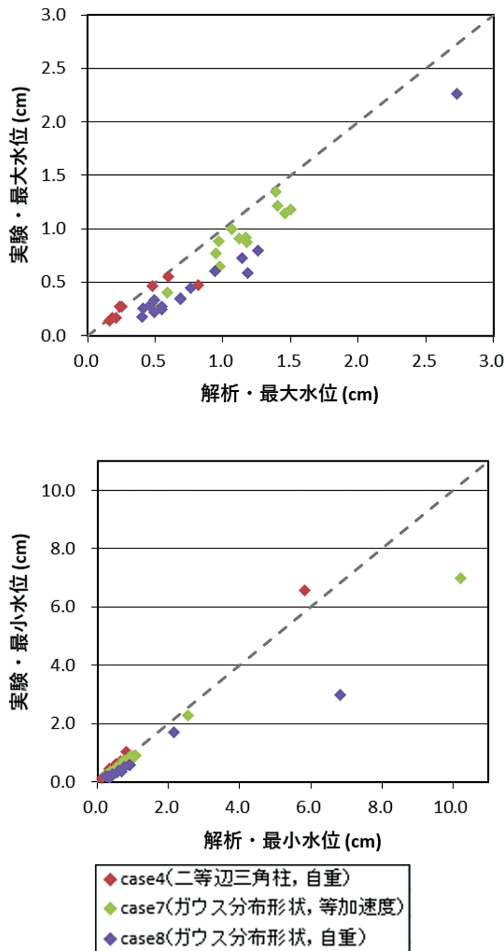 3.0
2.5
2.0
1.5
1.0
0.5
0.0
実験・最大水位 (cm)
0.0 0.5 1.0 1.5 2.0 2.5 3.0
解析・最大水位 (cm)
10.0
8.0
6.0
4.0
2.0
0.0
実験・最小水位 (cm)
0.0 2.0 4.0 6.0 8.0 10.0
解析・最小水位 (cm)
case4(二等辺三角柱, 自重)
case7(ガウス分布形状, 等加速度)
case8(ガウス分布形状, 自重)